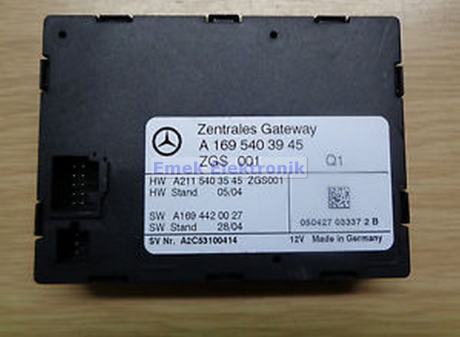 Zentrales Gateway
A 169 540 39 45
ZGS 001 Q1
Emek Elektronik
HW A211 540 35 45 ZGS001
HW Stand 05/04
SW A169 442 00 27
SW Stand 28/04
050427 03337 2 B
SV Nr. A2C53100414 12V Made in Germany